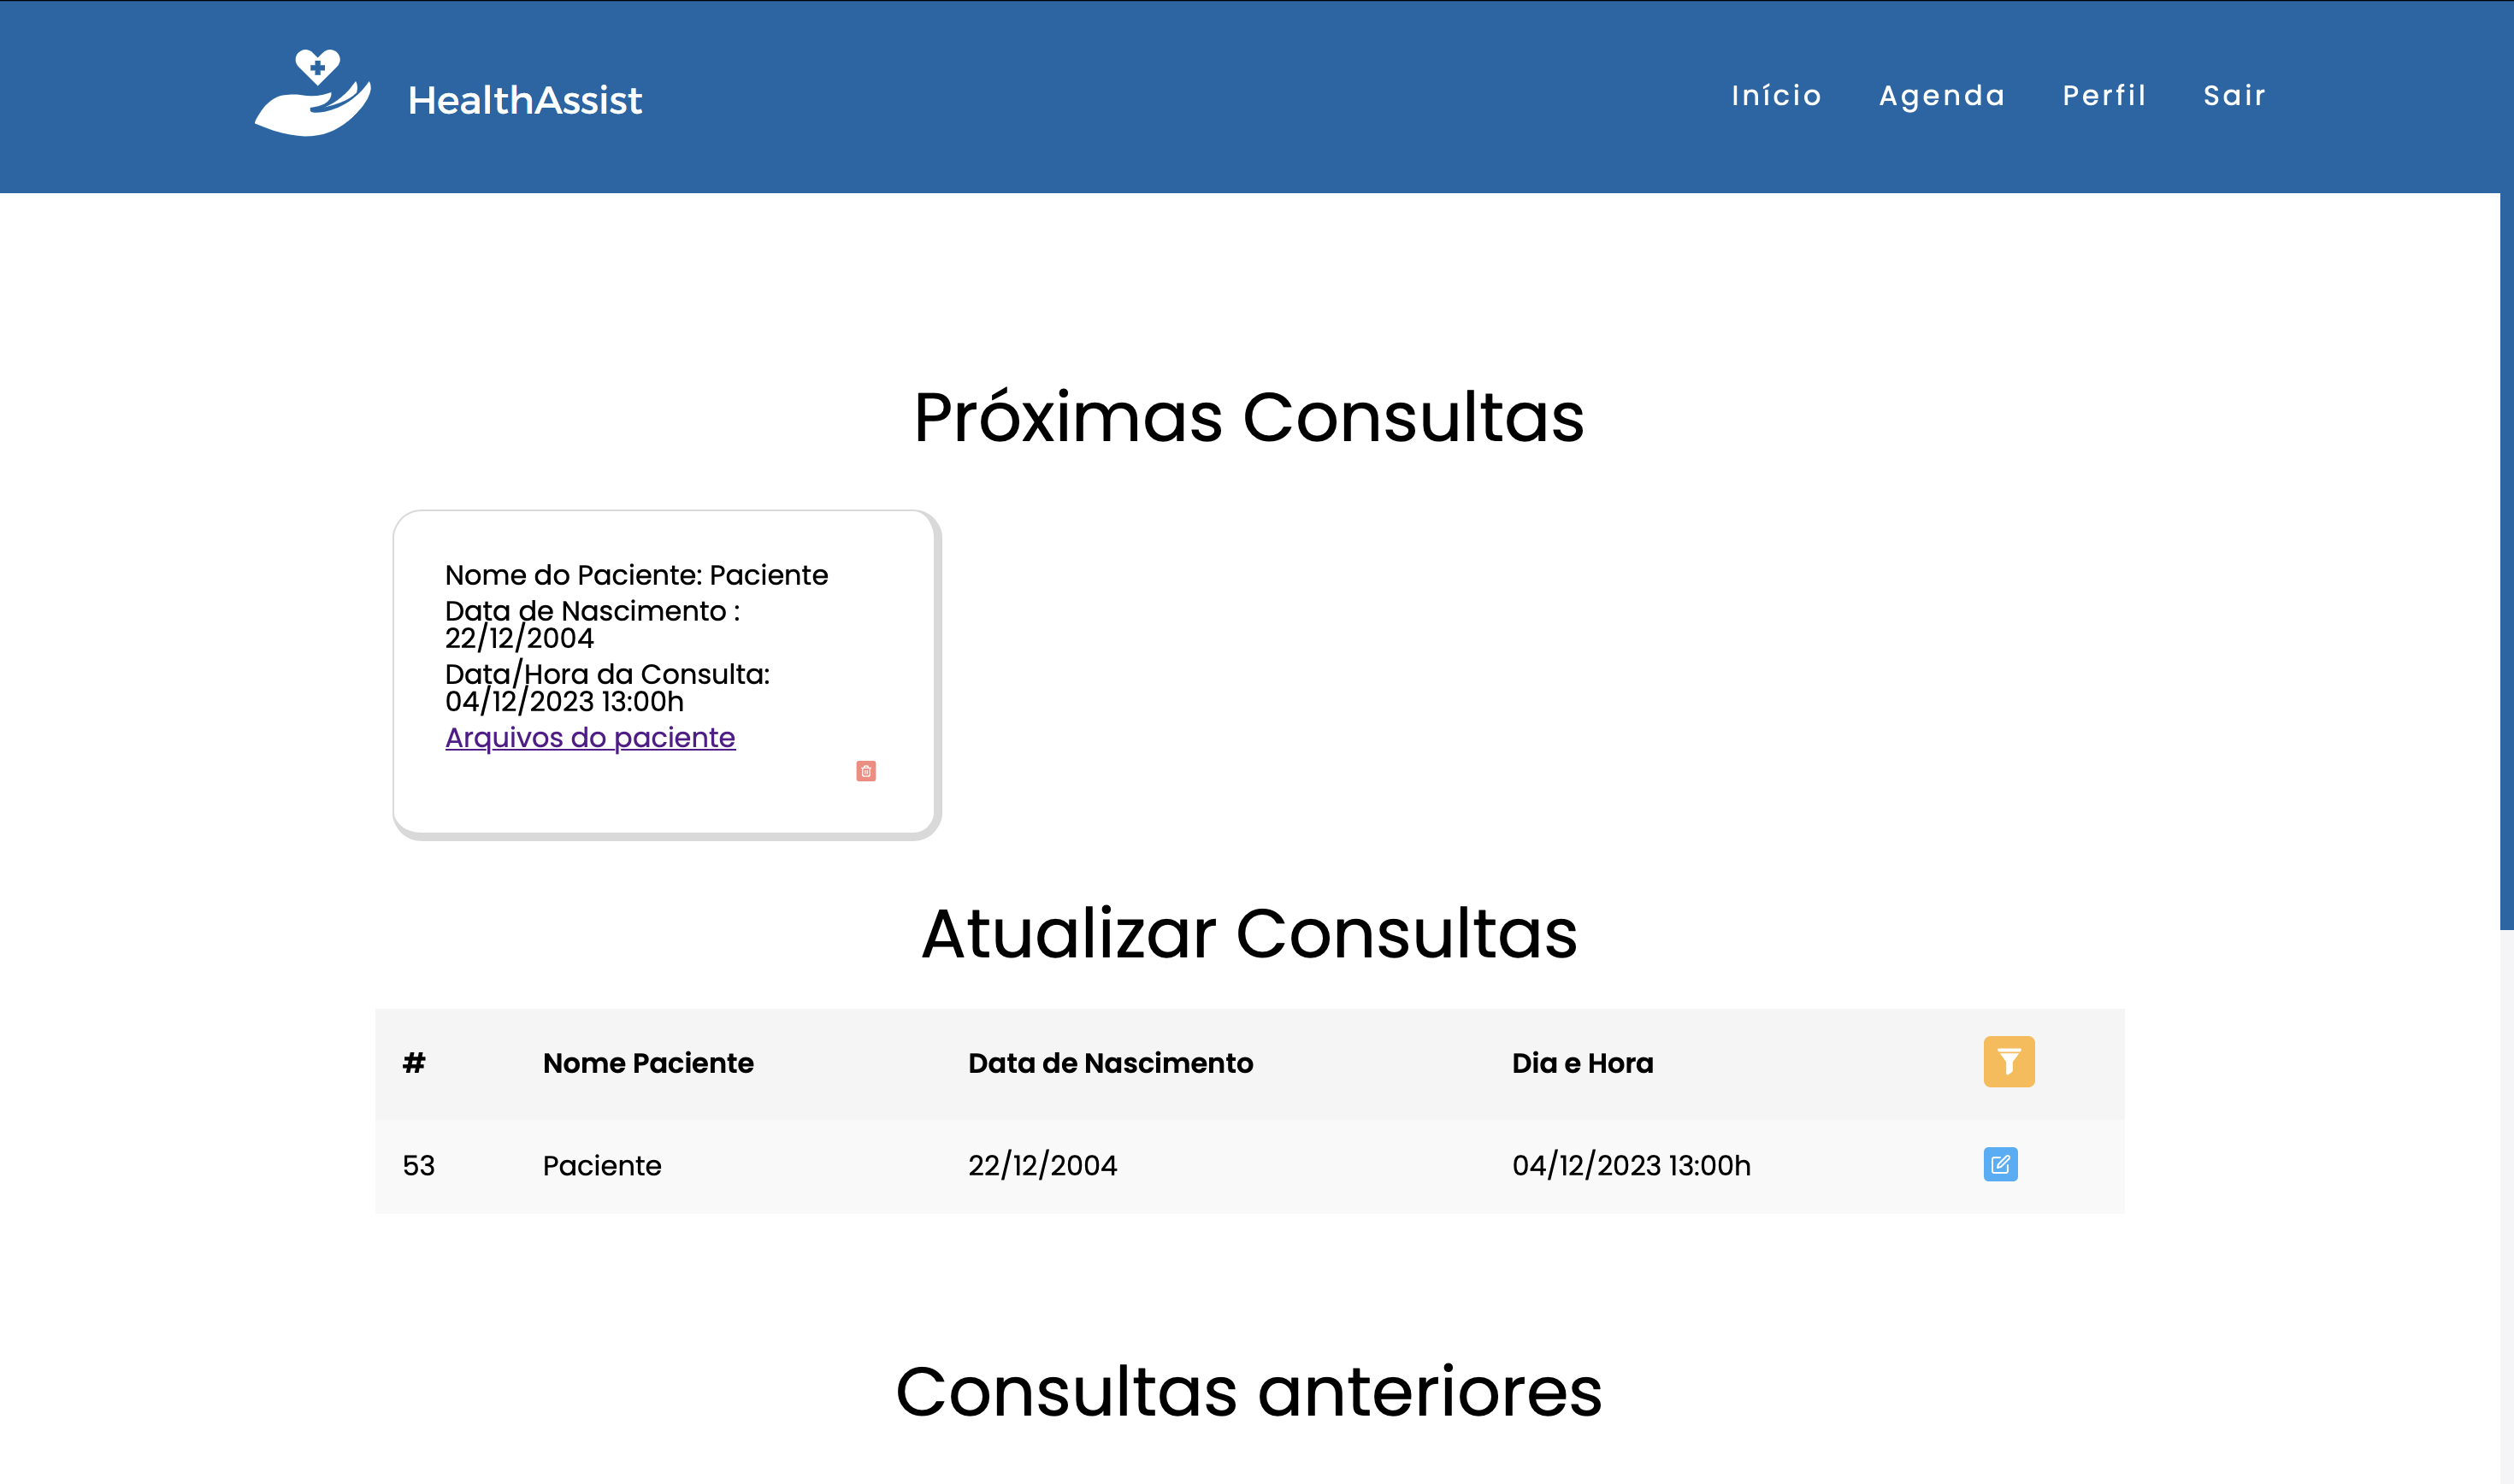 HealthAssist
Início Agenda Perfil Sair
Próximas Consultas
Nome do Paciente: Paciente
Data de Nascimento :
22/12/2004
Data/Hora da Consulta:
04/12/2023 13:00h
Arquivos do paciente
Atualizar Consultas
# Nome Paciente Data de Nascimento Dia e Hora
53 Paciente 22/12/2004 04/12/2023 13:00h
Consultas anteriores